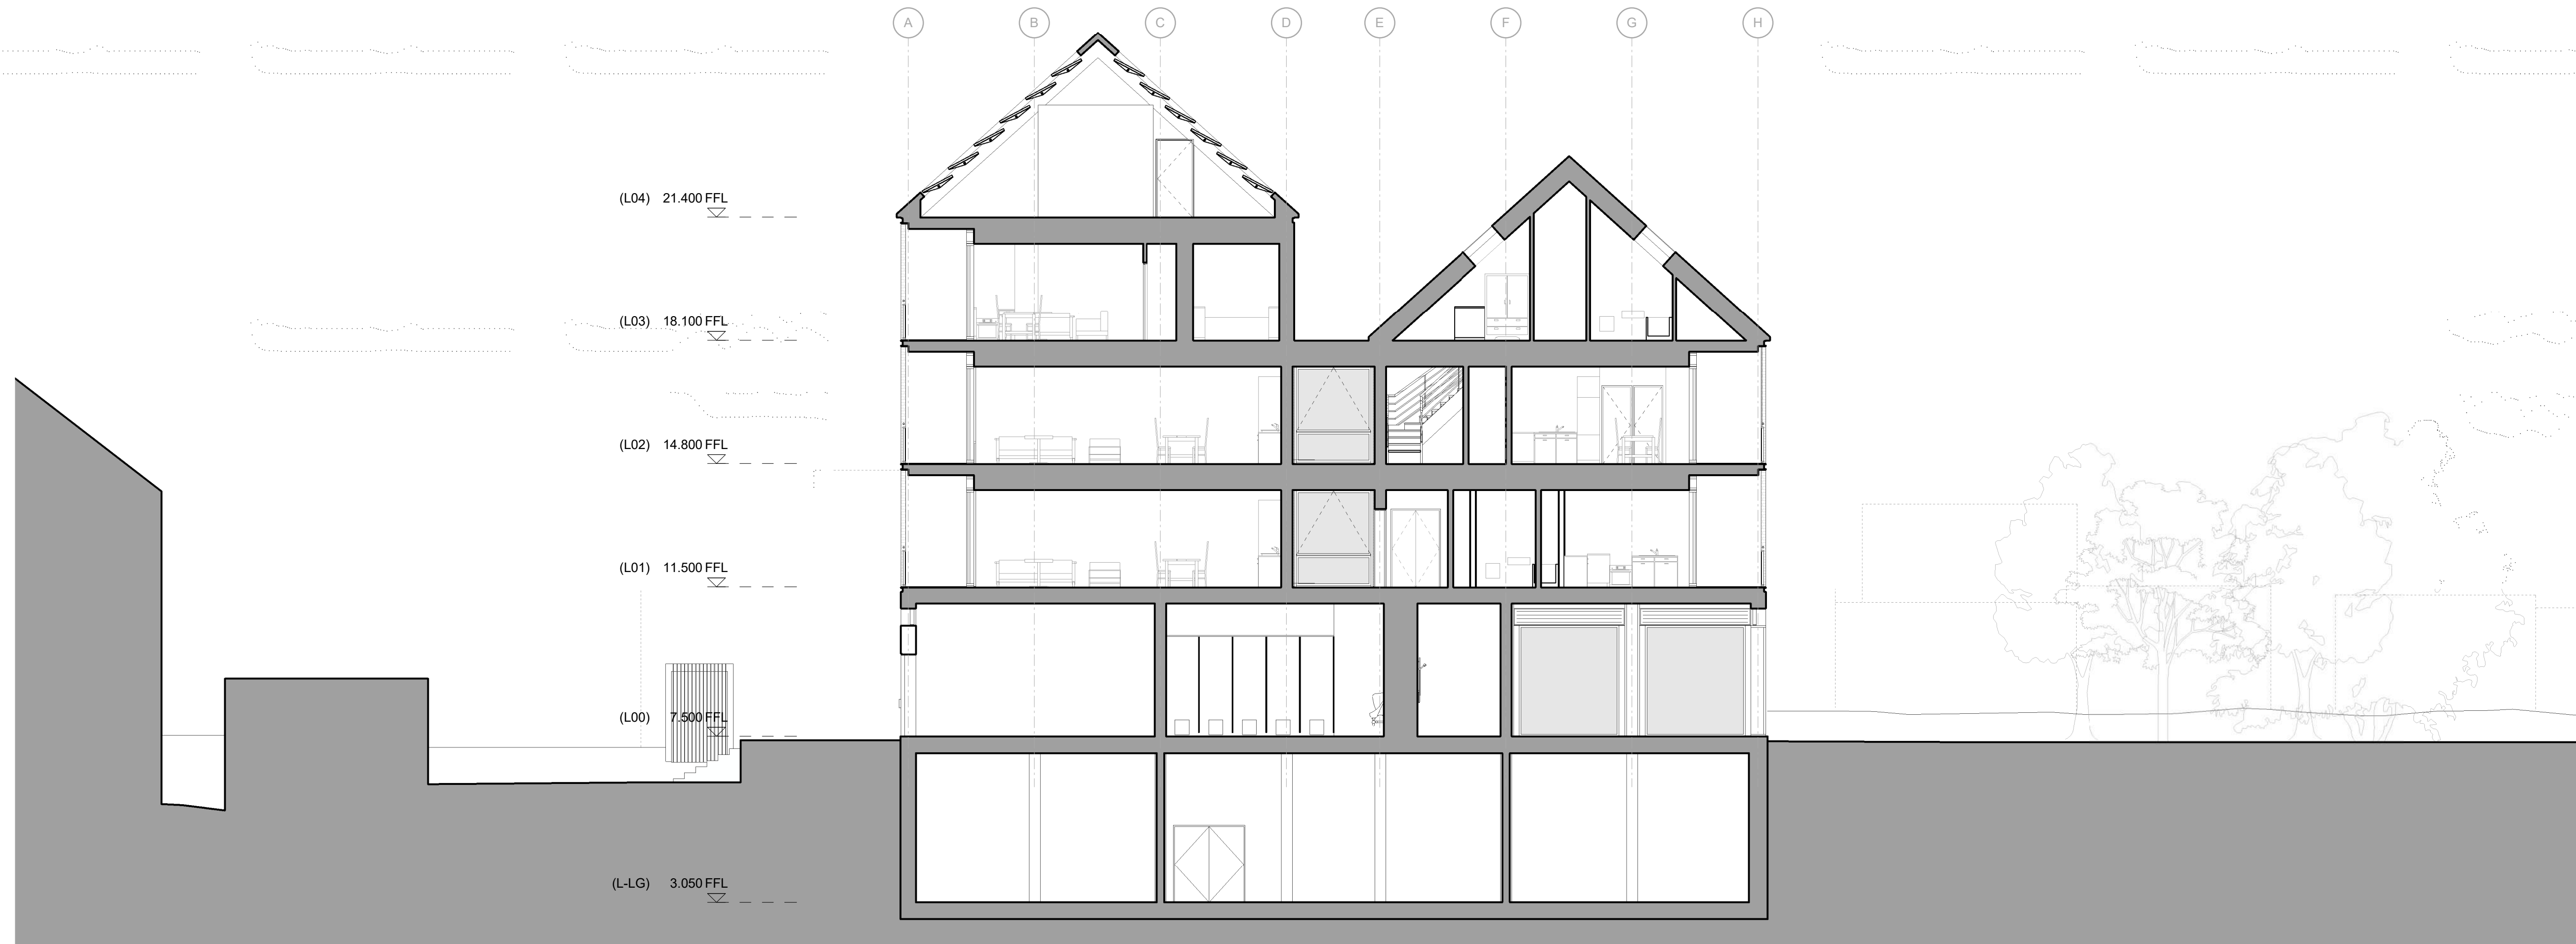 A B C D E F G H
(L04) 21.400 FFL
(L03) 18.100 FFL
(L02) 14.800 FFL
(L01) 11.500 FFL
(L00) 7.500 FFL
(L-LG) 3.050 FFL